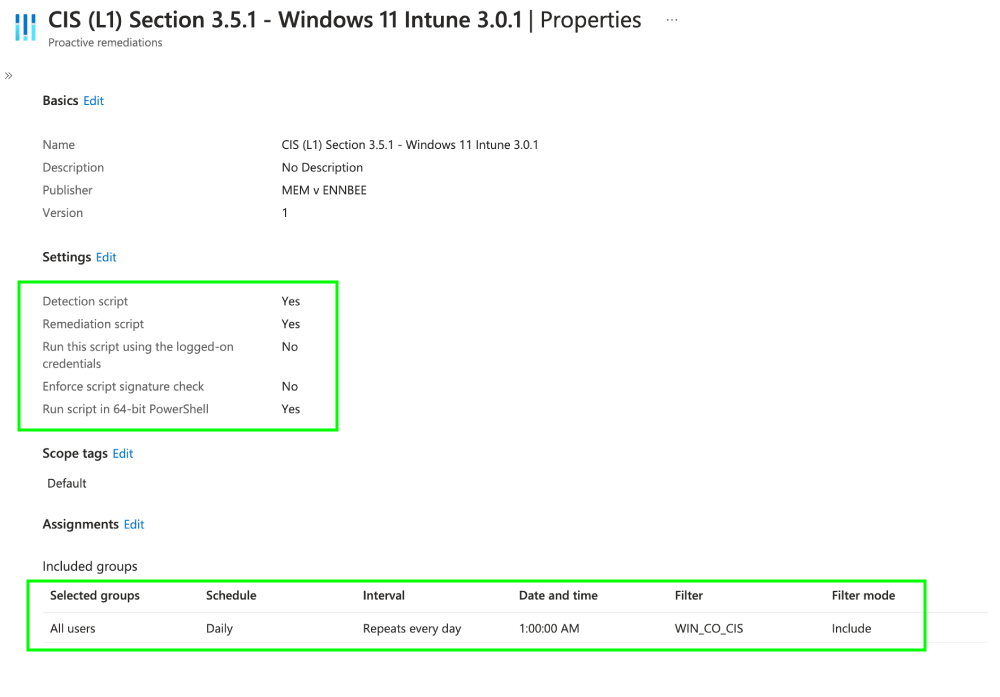 CIS (L1) Section 3.5.1 - Windows 11 Intune 3.0.1 | Properties ...
Proactive remediations
»
Basics Edit
Name CIS (L1) Section 3.5.1 - Windows 11 Intune 3.0.1
Description No Description
Publisher MEM v ENNBEE
Version 1
Settings Edit
Detection script Yes
Remediation script Yes
Run this script using the logged-on No
credentials
Enforce script signature check No
Run script in 64-bit PowerShell Yes
Scope tags Edit
Default
Assignments Edit
Included groups
Selected groups Schedule Interval Date and time Filter Filter mode
All users Daily Repeats every day 1:00:00 AM WIN_CO_CIS Include